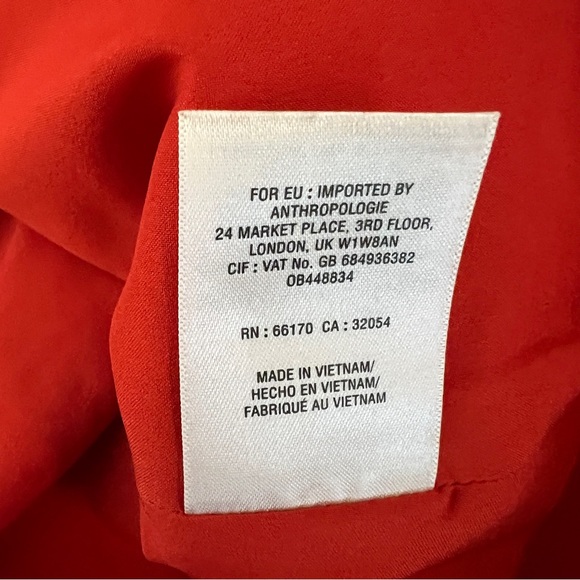 FOR EU : IMPORTED BY
ANTHROPOLOGIE
24 MARKET PLACE, 3RD FLOOR,
LONDON, UK W1W8AN
CIF : VAT No. GB 684936382
OB448834
RN : 66170 CA : 32054
MADE IN VIETNAM/
HECHO EN VIETNAM/
FABRIQUÉ AU VIETNAM